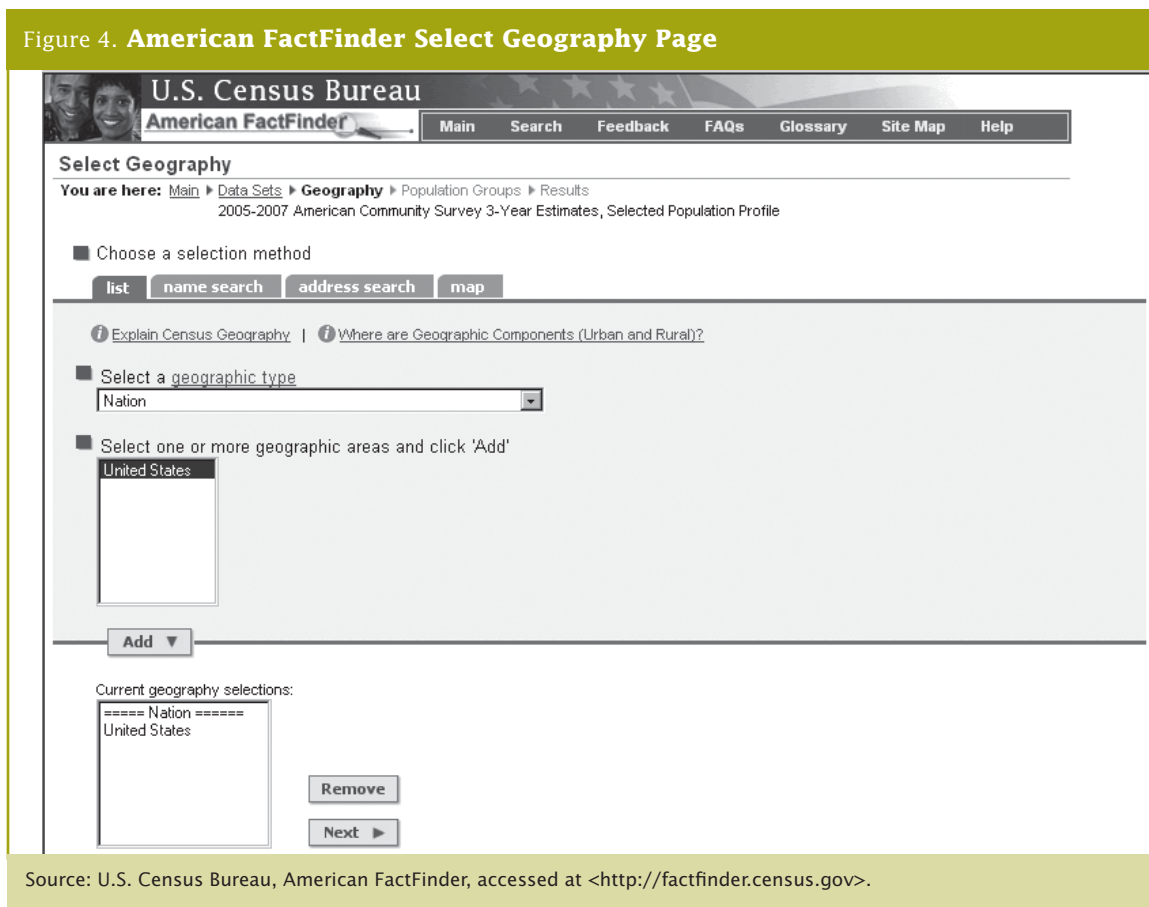 Figure 4. American FactFinder Select Geography Page
U.S. Census Bureau
American FactFinder
Main Search Feedback FAQs Glossary Site Map Help
Select Geography
You are here: Main ▶ Data Sets ▶ Geography ▶ Population Groups ▶ Results
2005-2007 American Community Survey 3-Year Estimates, Selected Population Profile
Choose a selection method
list name search address search map
Explain Census Geography | Where are Geographic Components (Urban and Rural)?
Select a geographic type
Nation
Select one or more geographic areas and click 'Add'
United States
Add ▼
Current geography selections:
===== Nation ======
United States
Remove
Next ▶
Source: U.S. Census Bureau, American FactFinder, accessed at <http://factfinder.census.gov>.